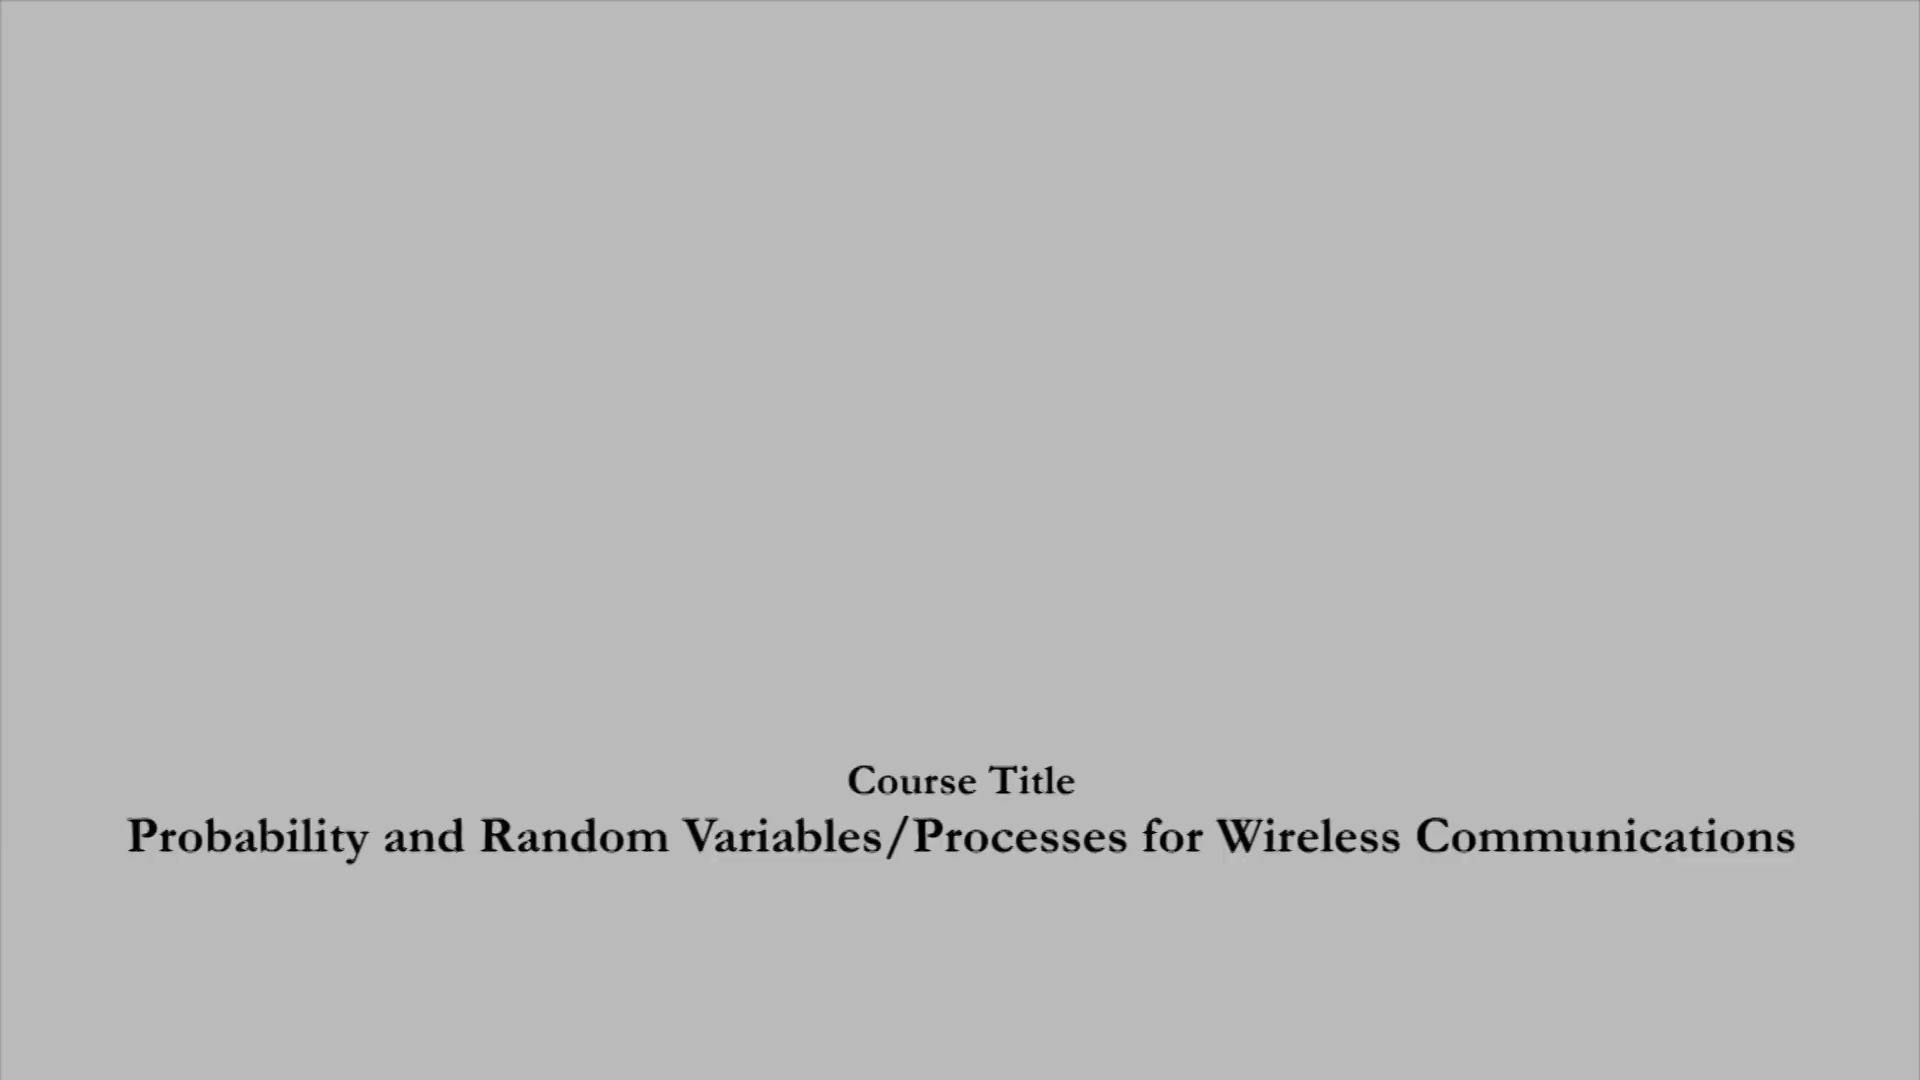 Course Title
Probability and Random Variables/Processes for Wireless Communications